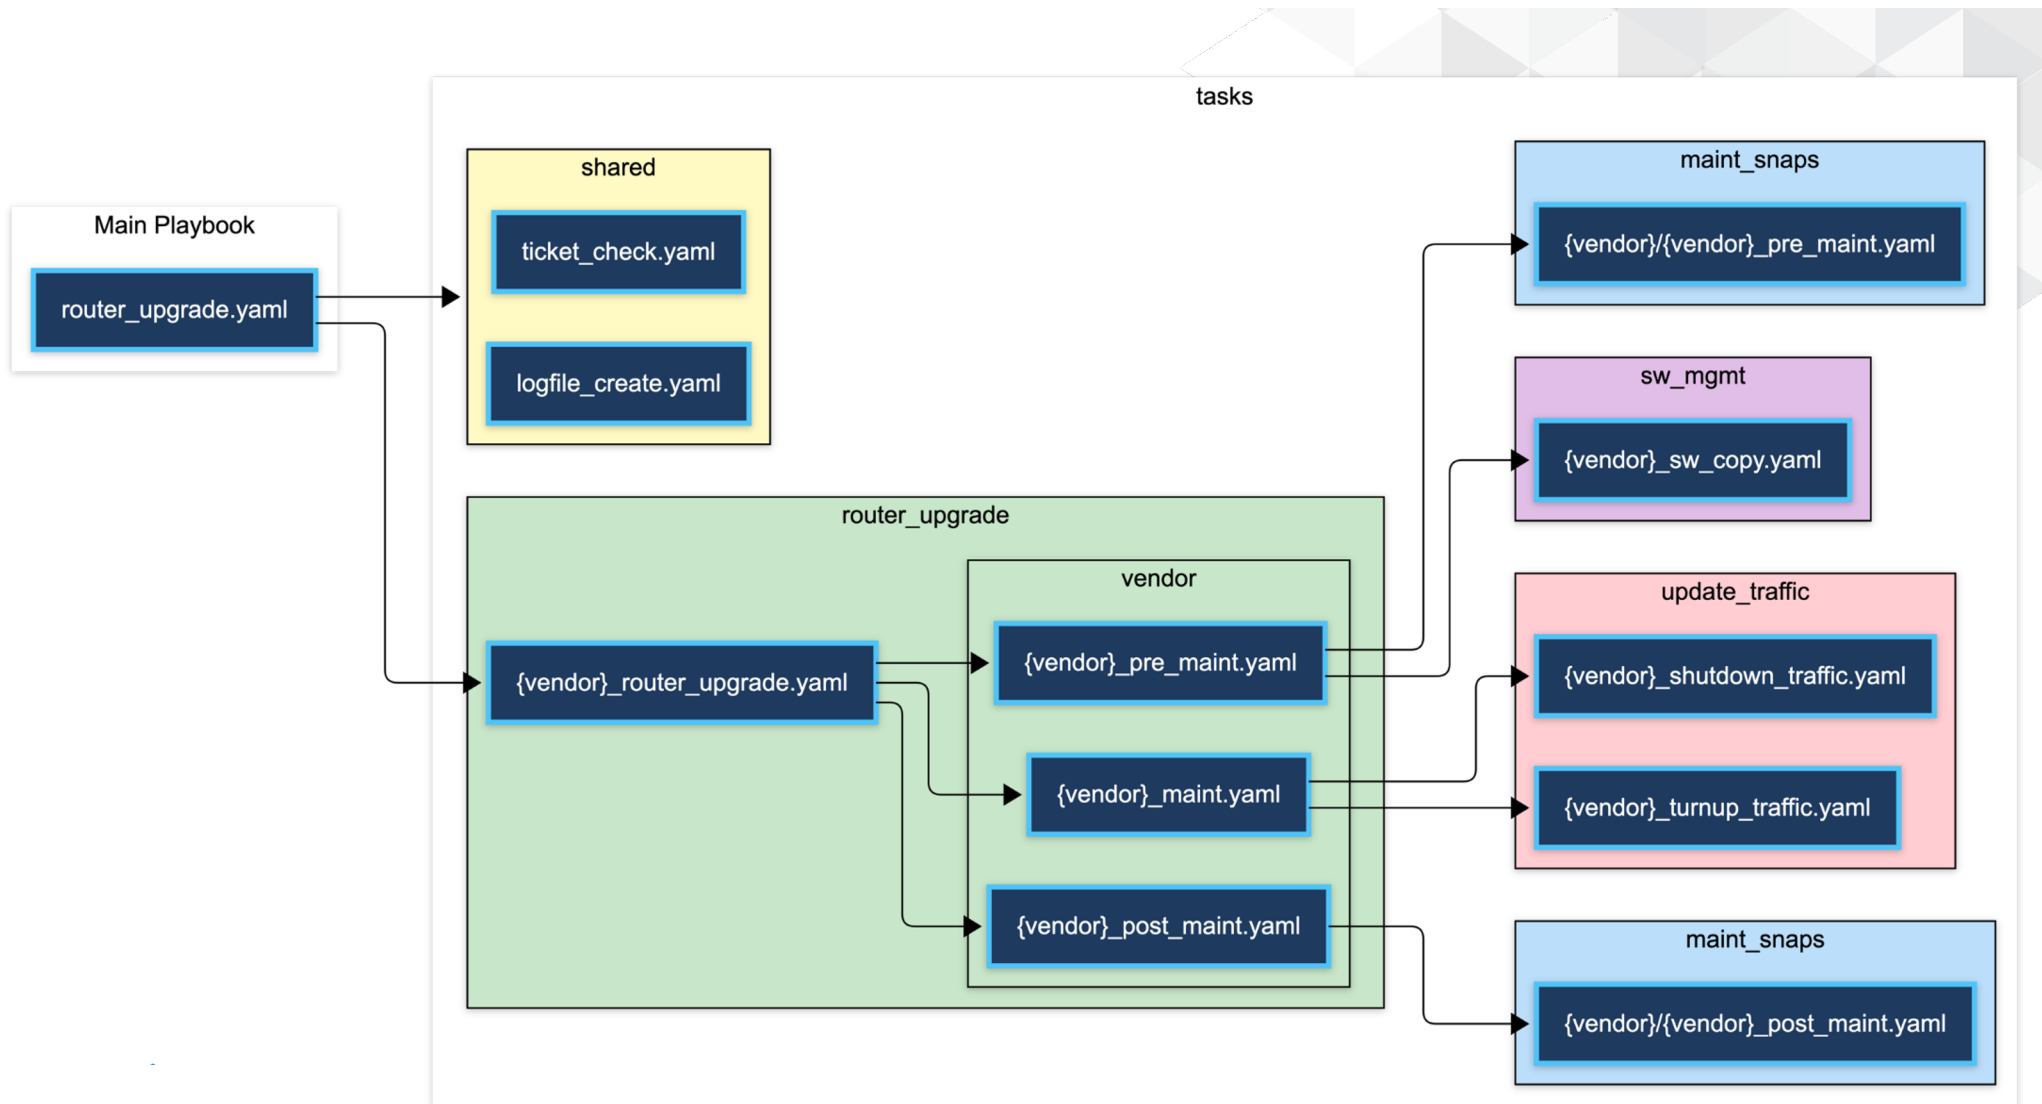 tasks
Main Playbook
router_upgrade.yaml
shared
ticket_check.yaml
logfile_create.yaml
router_upgrade
{vendor}_router_upgrade.yaml
vendor
{vendor}_pre_maint.yaml
{vendor}_maint.yaml
{vendor}_post_maint.yaml
maint_snaps
{vendor}/{vendor}_pre_maint.yaml
sw_mgmt
{vendor}_sw_copy.yaml
update_traffic
{vendor}_shutdown_traffic.yaml
{vendor}_turnup_traffic.yaml
maint_snaps
{vendor}/{vendor}_post_maint.yaml